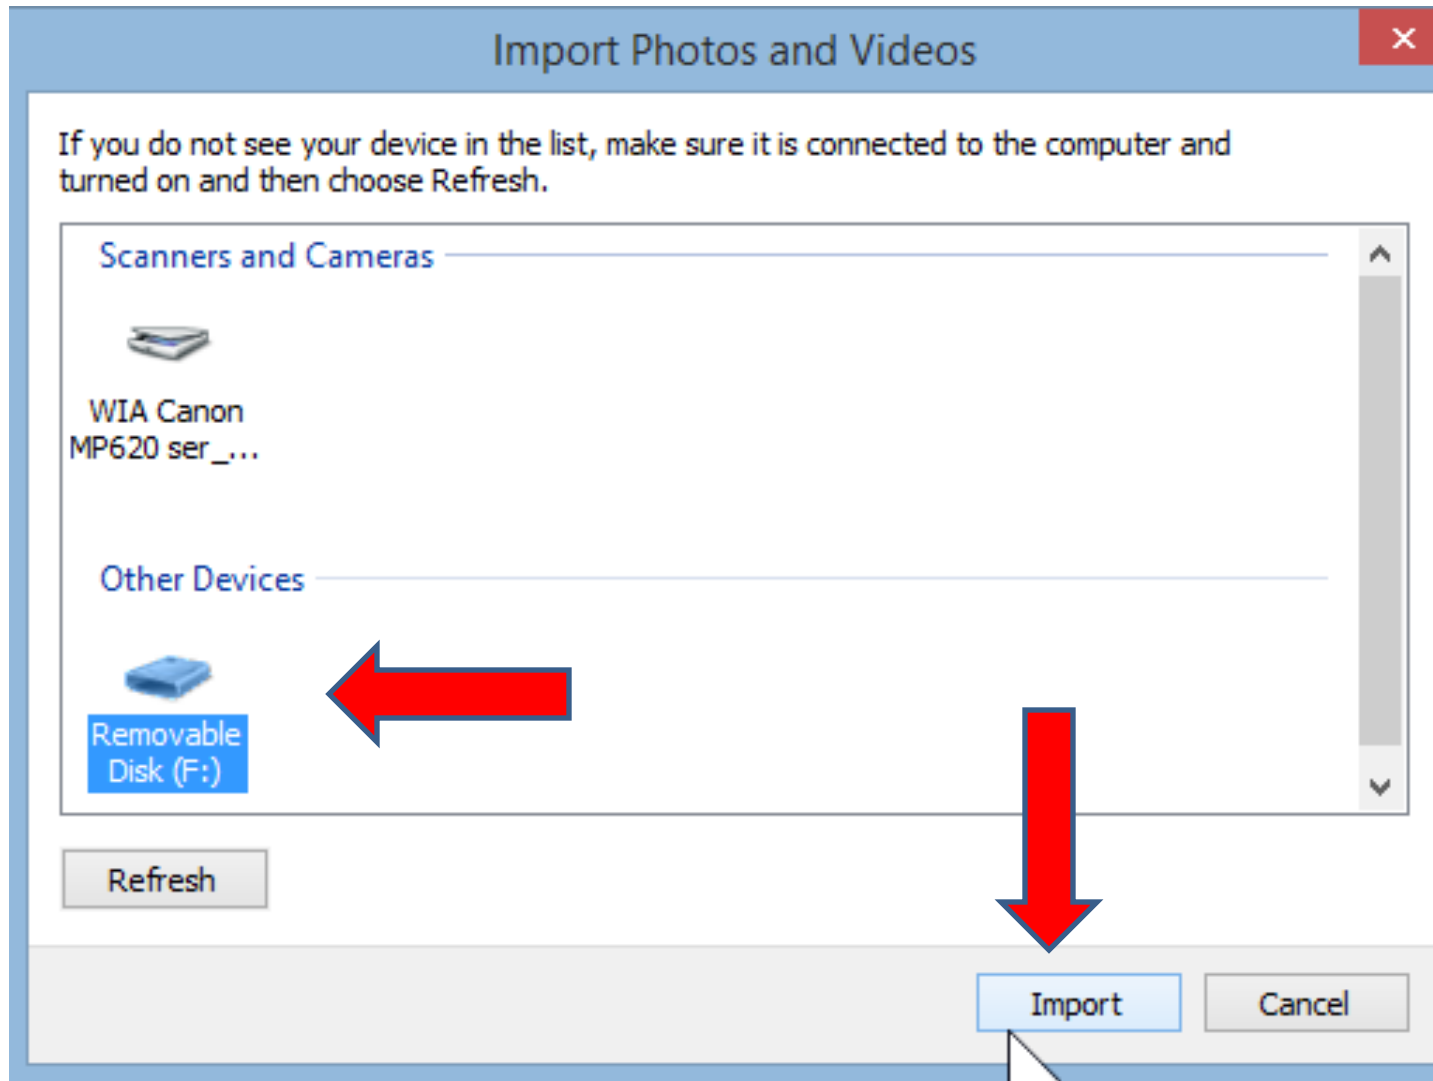 Import Photos and Videos
If you do not see your device in the list, make sure it is connected to the computer and
turned on and then choose Refresh.
Scanners and Cameras
WIA Canon
MP620 ser_...
Other Devices
Removable
Disk (F:)
Refresh
Import
Cancel